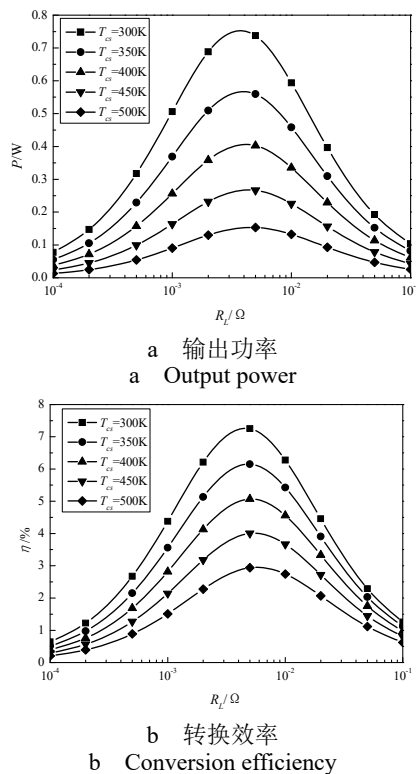 0.8
0.7
0.6
0.5
0.4
0.3
0.2
0.1
0.0
P/W
T_cs=300K
T_cs=350K
T_cs=400K
T_cs=450K
T_cs=500K
10^-4
10^-3
10^-2
10^-1
R_L/Ω
a 输出功率
a Output power
8
7
6
5
4
3
2
1
0
η/%
T_cs=300K
T_cs=350K
T_cs=400K
T_cs=450K
T_cs=500K
10^-4
10^-3
10^-2
10^-1
R_L/Ω
b 转换效率
b Conversion efficiency